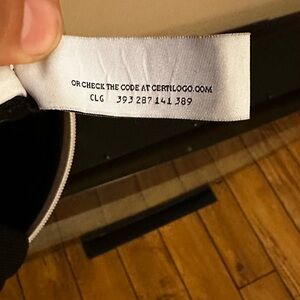 OR CHECK THE CODE AT CERTILOGO.COM
CLG 393 287 141 389